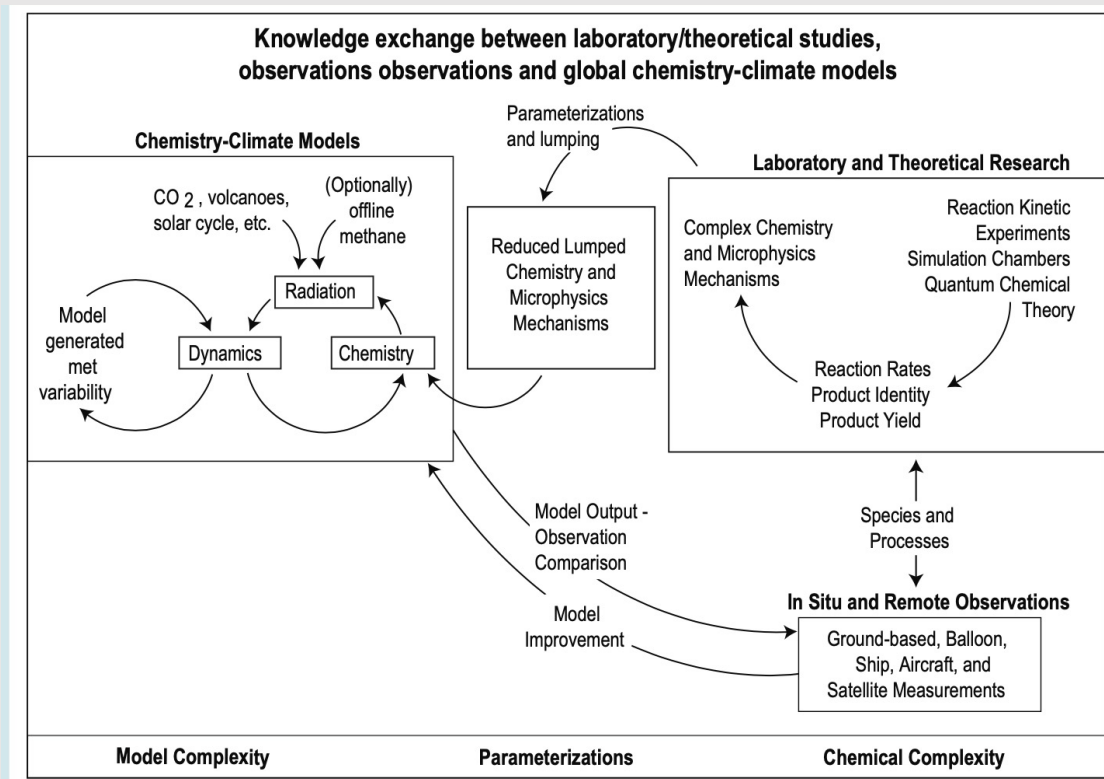 Knowledge exchange between laboratory/theoretical studies,
observations observations and global chemistry-climate models
Chemistry-Climate Models
CO 2 , volcanoes,
solar cycle, etc.
(Optionally)
offline
methane
Radiation
Model
generated
met
variability
Dynamics
Chemistry
Parameterizations
and lumping
Reduced Lumped
Chemistry and
Microphysics
Mechanisms
Laboratory and Theoretical Research
Complex Chemistry
and Microphysics
Mechanisms
Reaction Kinetic
Experiments
Simulation Chambers
Quantum Chemical
Theory
Reaction Rates
Product Identity
Product Yield
Model Output -
Observation
Comparison
Model
Improvement
Species and
Processes
In Situ and Remote Observations
Ground-based, Balloon,
Ship, Aircraft, and
Satellite Measurements
Model Complexity
Parameterizations
Chemical Complexity